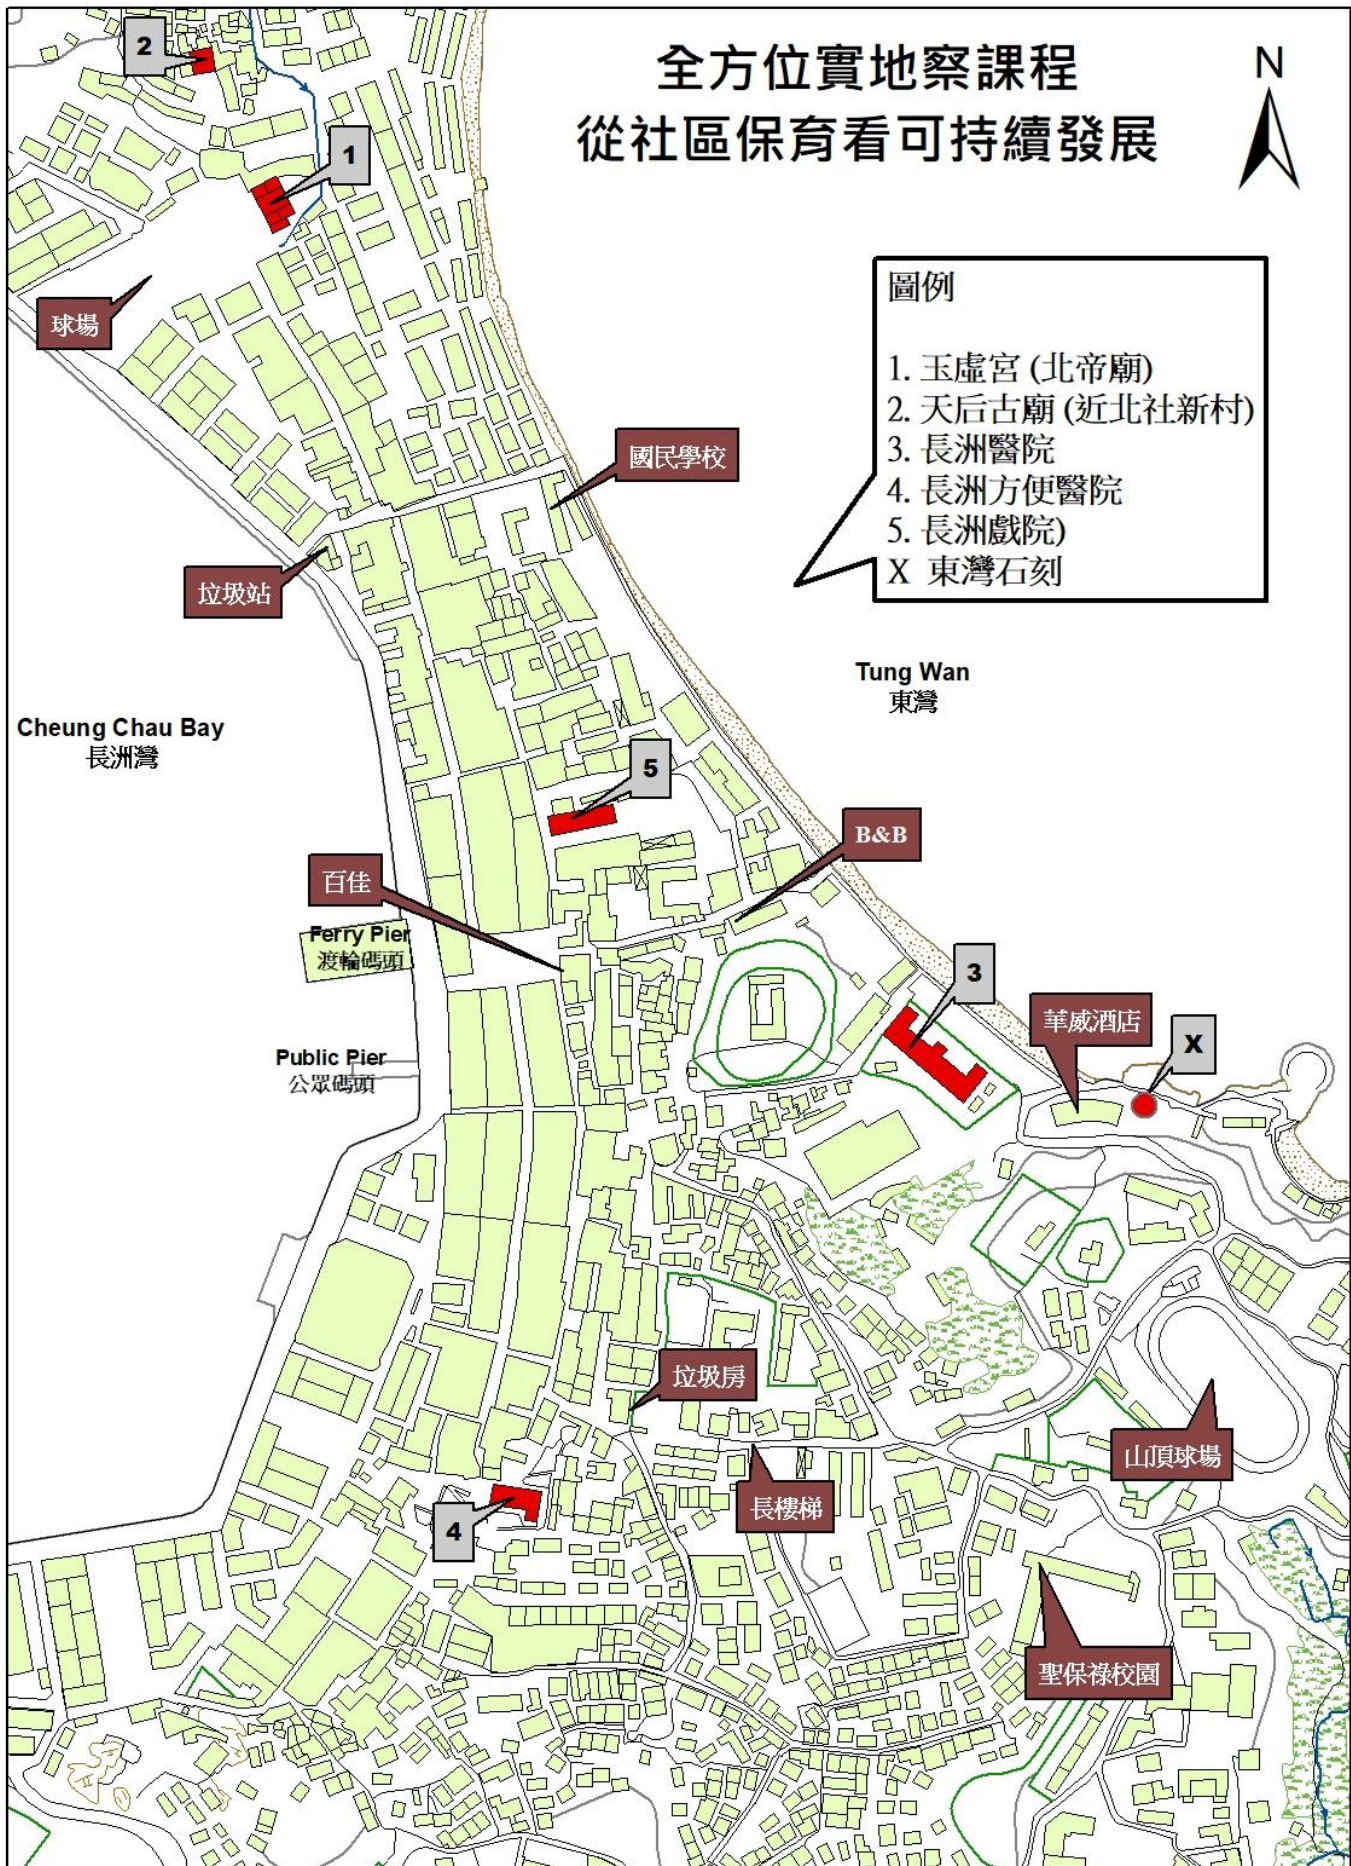 全方位實地察課程
從社區保育看可持續發展
N
2
1
球場
圖例
1. 玉虛宮 (北帝廟)
2. 天后古廟 (近北社新村)
3. 長洲醫院
4. 長洲方便醫院
5. 長洲戲院)
X 東灣石刻
國民學校
垃圾站
Tung Wan
東灣
Cheung Chau Bay
長洲灣
5
B&B
百佳
Ferry Pier
渡輪碼頭
3
華威酒店
X
Public Pier
公眾碼頭
垃圾房
山頂球場
長樓梯
4
聖保祿校園